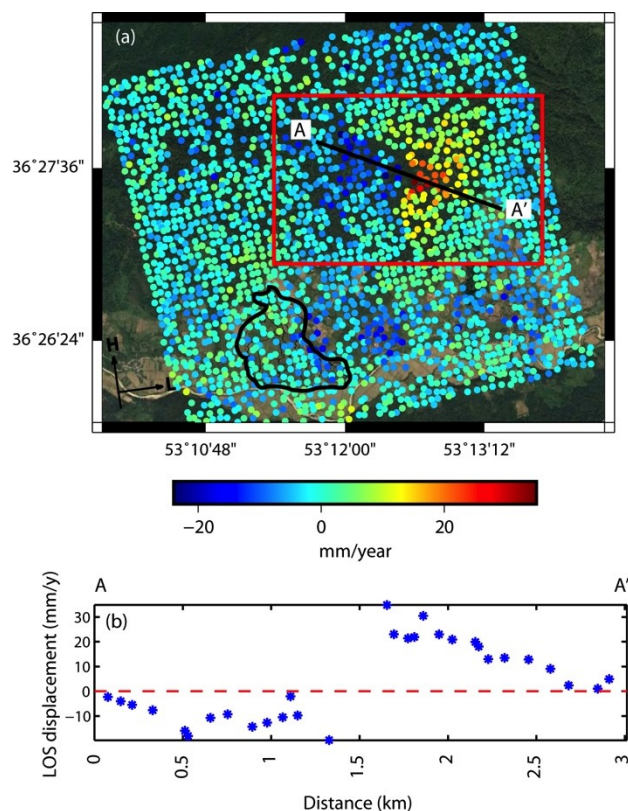 (a)
A
A'
36˚27'36"
36˚26'24"
H
L
53˚10'48"
53˚12'00"
53˚13'12"
−20
0
20
mm/year
A
A'
(b)
LOS displacement (mm/y)
30
20
10
0
−10
0
0.5
1
1.5
2
2.5
3
Distance (km)